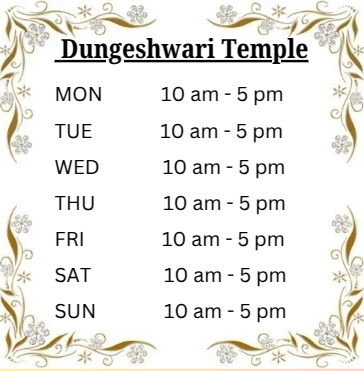 Dungeshwari Temple
MON 10 am - 5 pm
TUE 10 am - 5 pm
WED 10 am - 5 pm
THU 10 am - 5 pm
FRI 10 am - 5 pm
SAT 10 am - 5 pm
SUN 10 am - 5 pm